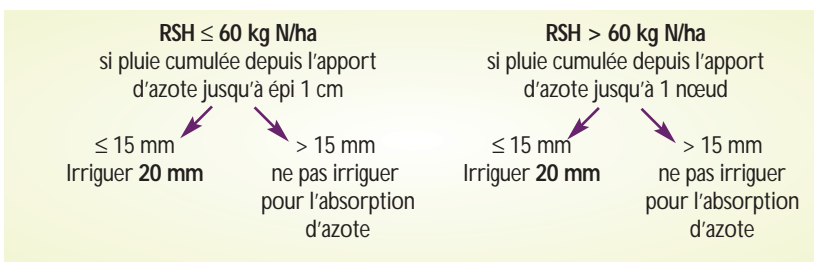 RSH ≤ 60 kg N/ha
si pluie cumulée depuis l'apport
d'azote jusqu'à épi 1 cm
≤ 15 mm
Irriguer 20 mm
> 15 mm
ne pas irriguer
pour l'absorption
d'azote
RSH > 60 kg N/ha
si pluie cumulée depuis l'apport
d'azote jusqu'à 1 nœud
≤ 15 mm
Irriguer 20 mm
> 15 mm
ne pas irriguer
pour l'absorption
d'azote